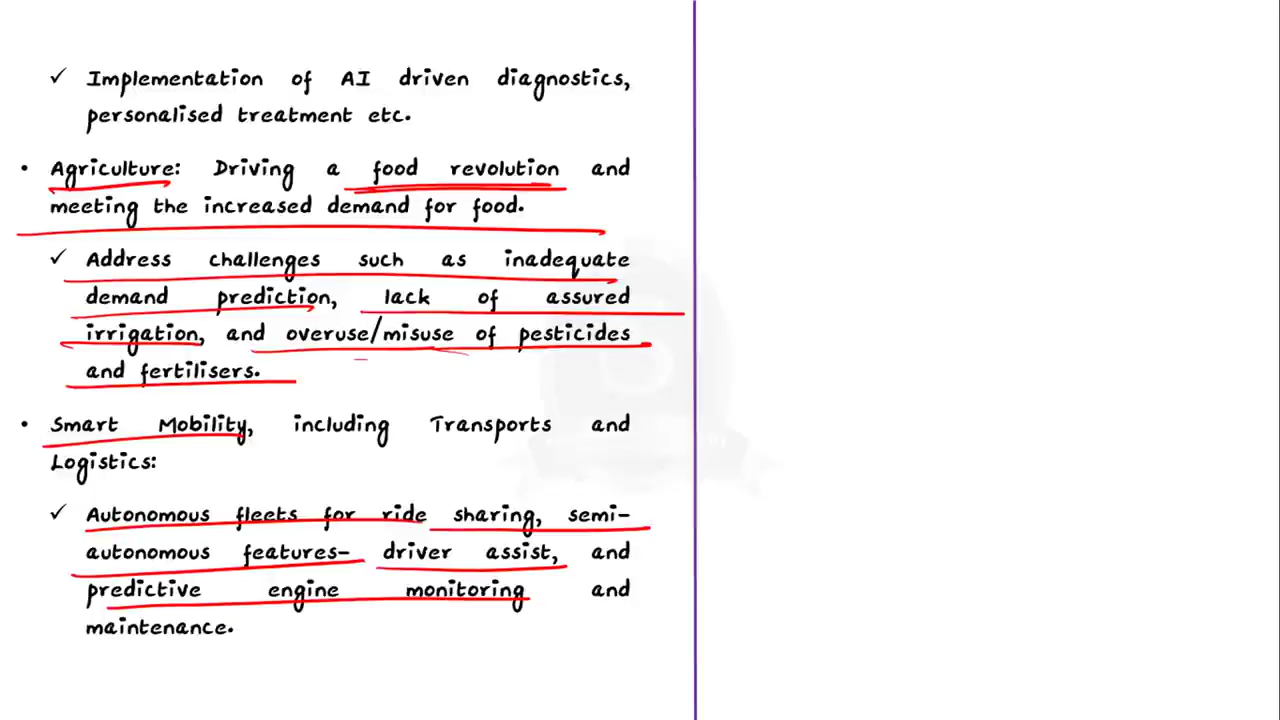 ✓ Implementation of AI driven diagnostics,
personalised treatment etc.
• Agriculture: Driving a food revolution and
meeting the increased demand for food.
✓ Address challenges such as inadequate
demand prediction, lack of assured
irrigation, and overuse/misuse of pesticides
and fertilisers.
• Smart Mobility, including Transports and
Logistics:
✓ Autonomous fleets for ride sharing, semi-
autonomous features- driver assist, and
predictive engine monitoring and
maintenance.